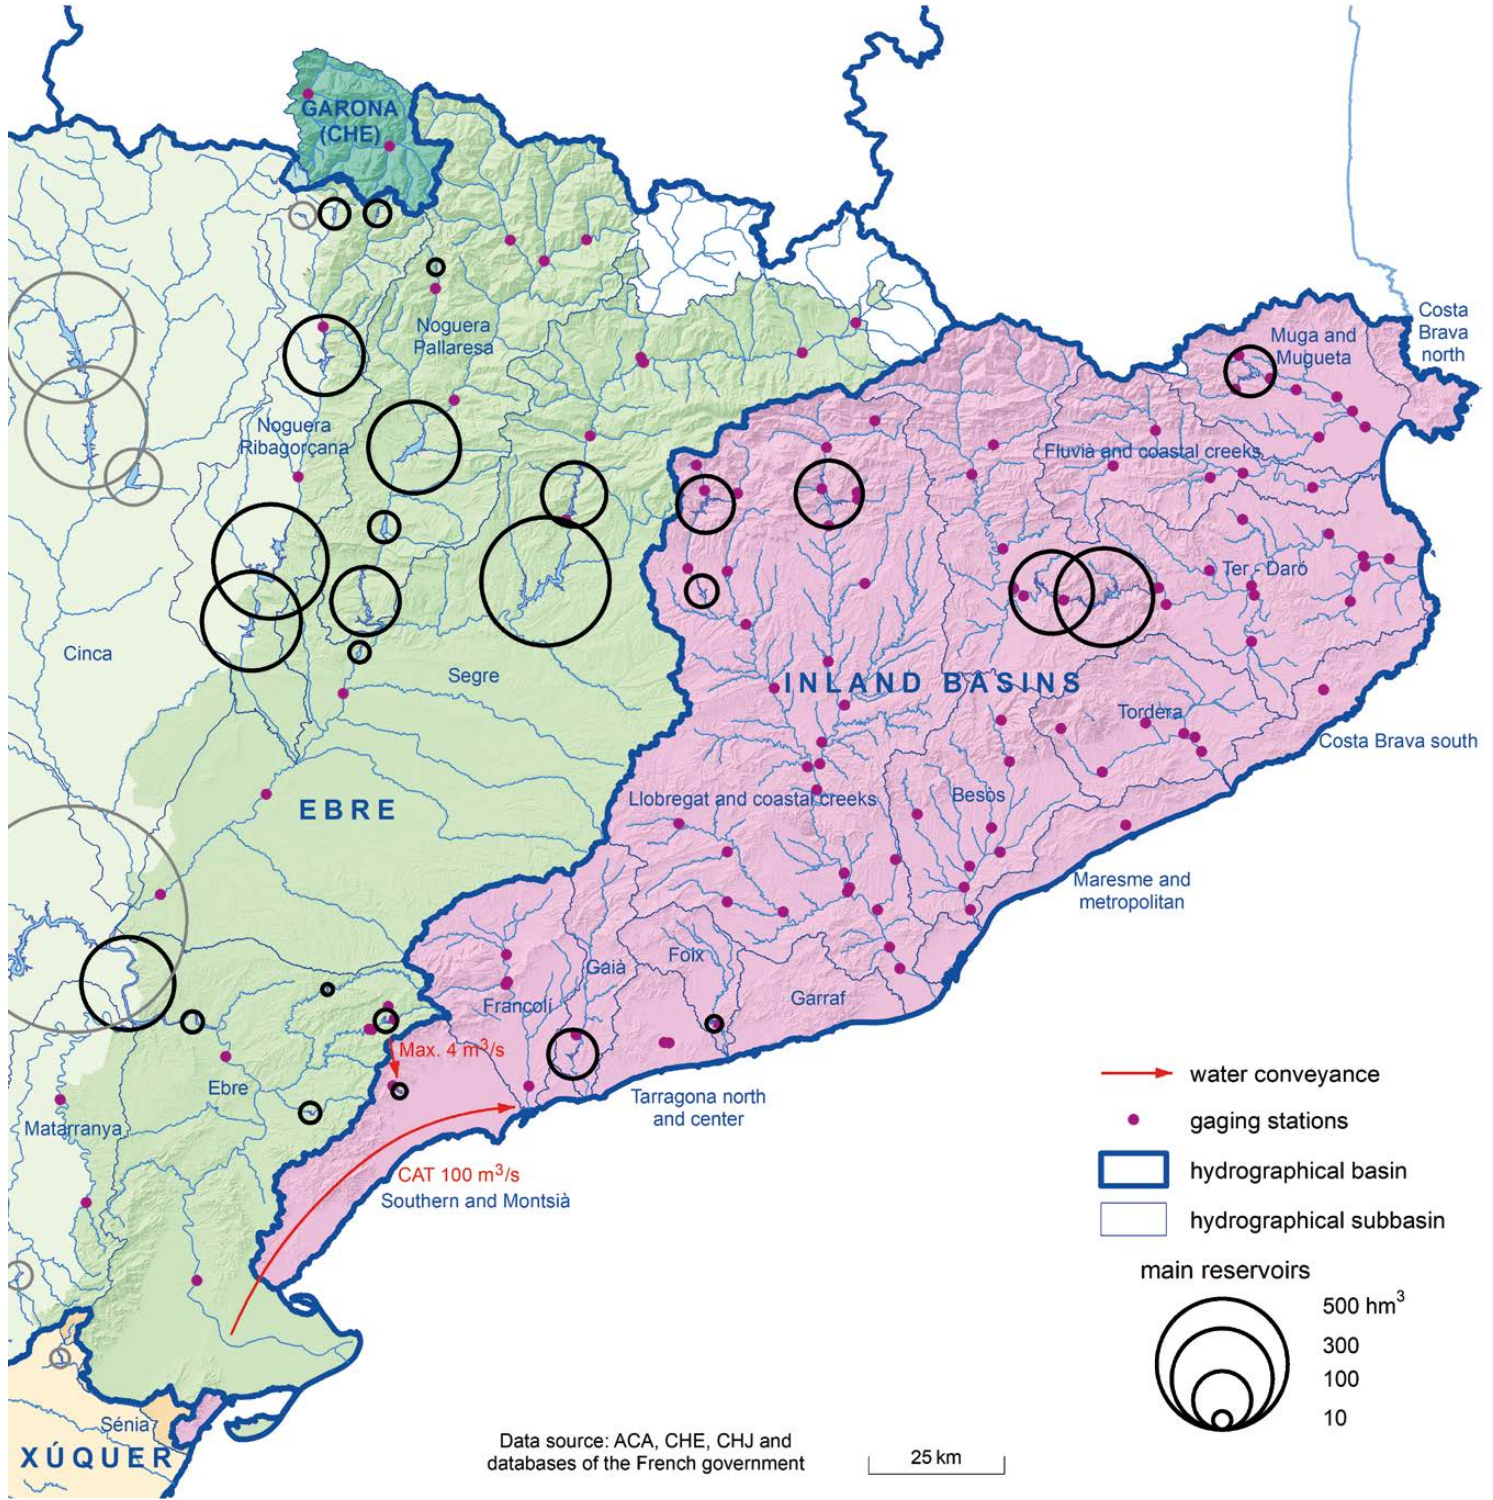 GARONA
(CHE)
Noguera
Pallaresa
Noguera
Ribagorçana
Muga and
Mugueta
Costa
Brava
north
Fluvià and coastal creeks
Ter - Daró
Cinca
Segre
INLAND BASINS
Tordera
Costa Brava south
EBRE
Llobregat and coastal creeks
Besòs
Maresme and
metropolitan
Foix
Gaià
Francolí
Garraf
Max. 4 m³/s
Ebre
Matarranya
Tarragona north
and center
CAT 100 m³/s
Southern and Montsià
Sénia
XÚQUER
water conveyance
gaging stations
hydrographical basin
hydrographical subbasin
main reservoirs
500 hm³
300
100
10
Data source: ACA, CHE, CHJ and
databases of the French government
25 km